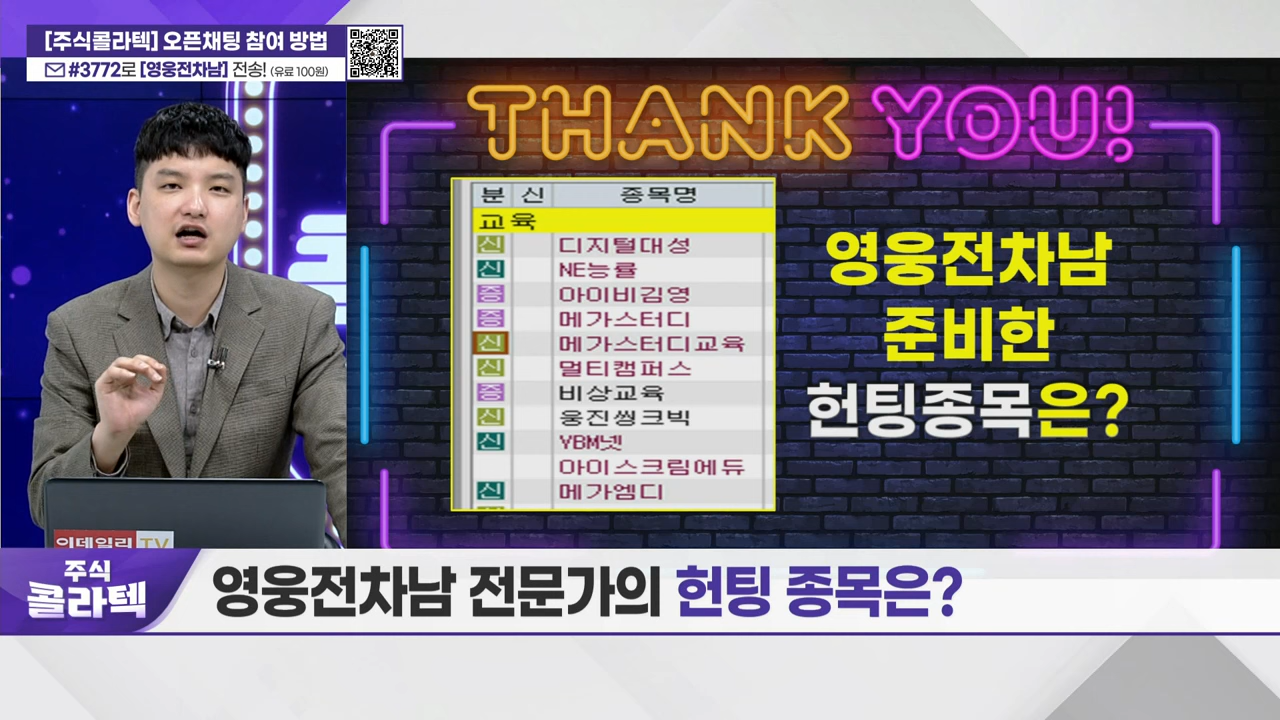 [주식콜라텍] 오픈채팅 참여 방법
#3772로 [영웅전차남] 전송! (유료 100원)
THANK YOU!
분 신 종목명
교육
신 디지털대성
신 NE능률
증 아이비김영
증 메가스터디
신 메가스터디교육
신 멀티캠퍼스
증 비상교육
신 웅진씽크빅
신 YBM넷
아이스크림에듀
신 메가엠디
영웅전차남
준비한
헌팅종목은?
이데일리 TV
주식
콜라텍
영웅전차남 전문가의 헌팅 종목은?